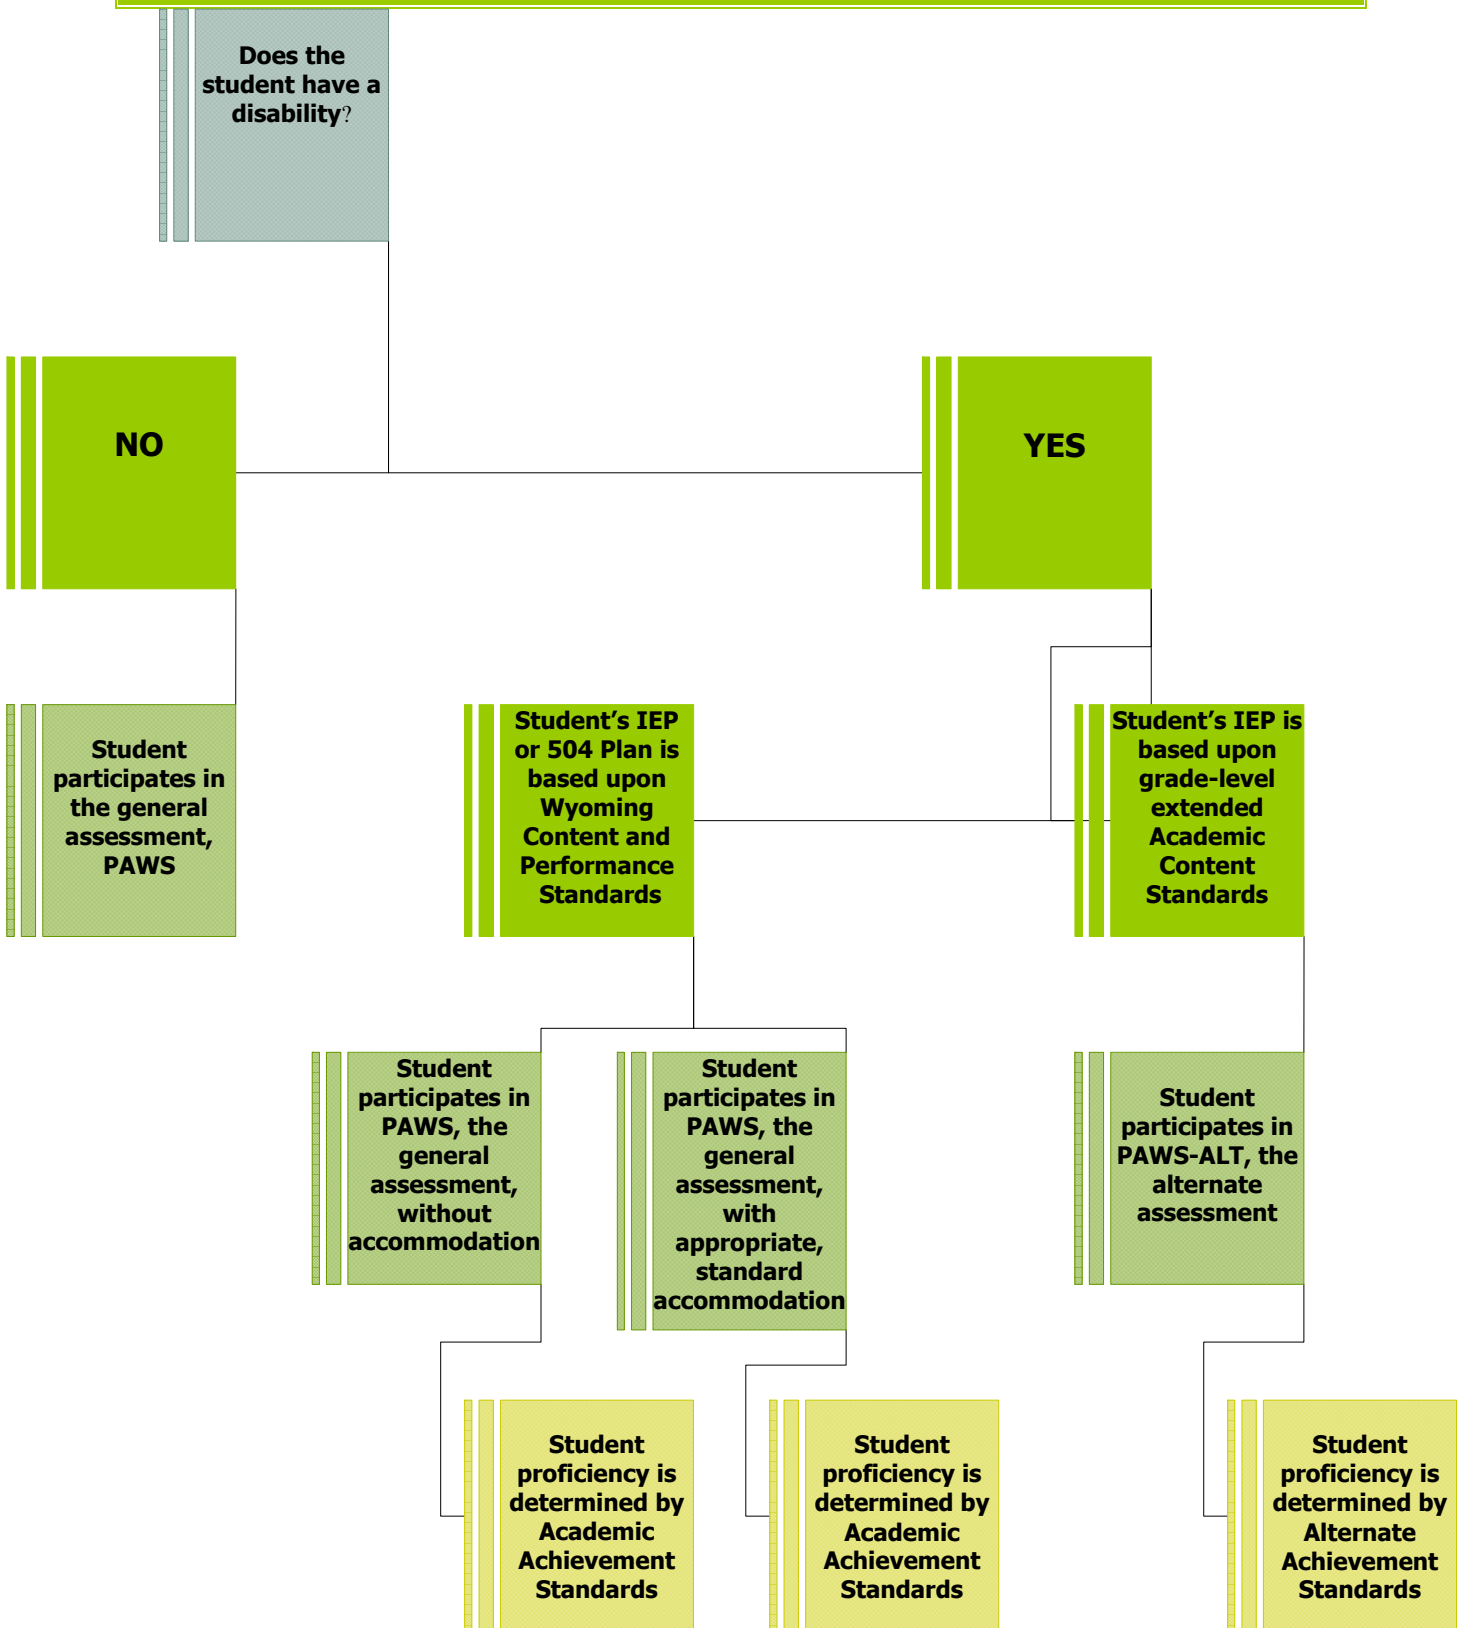 Does the
student have a
disability?
NO
YES
Student
participates in
the general
assessment,
PAWS
Student's IEP
or 504 Plan is
based upon
Wyoming
Content and
Performance
Standards
Student's IEP is
based upon
grade-level
extended
Academic
Content
Standards
Student
participates in
PAWS, the
general
assessment,
without
accommodation
Student
participates in
PAWS, the
general
assessment,
with
appropriate,
standard
accommodation
Student
participates in
PAWS-ALT, the
alternate
assessment
Student
proficiency is
determined by
Academic
Achievement
Standards
Student
proficiency is
determined by
Academic
Achievement
Standards
Student
proficiency is
determined by
Alternate
Achievement
Standards